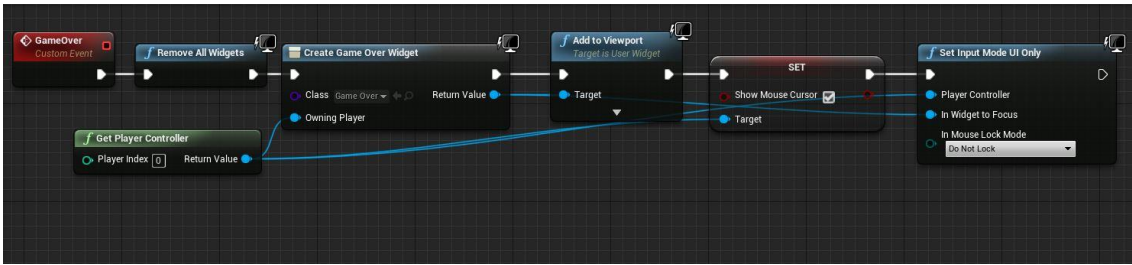 GameOver
Custom Event
f Remove All Widgets
Create Game Over Widget
Class Game Over Return Value
Owning Player
f Add to Viewport
Target is User Widget
Target
SET
Show Mouse Cursor
Target
f Set Input Mode UI Only
Player Controller
In Widget to Focus
In Mouse Lock Mode
Do Not Lock
f Get Player Controller
Player Index 0 Return Value